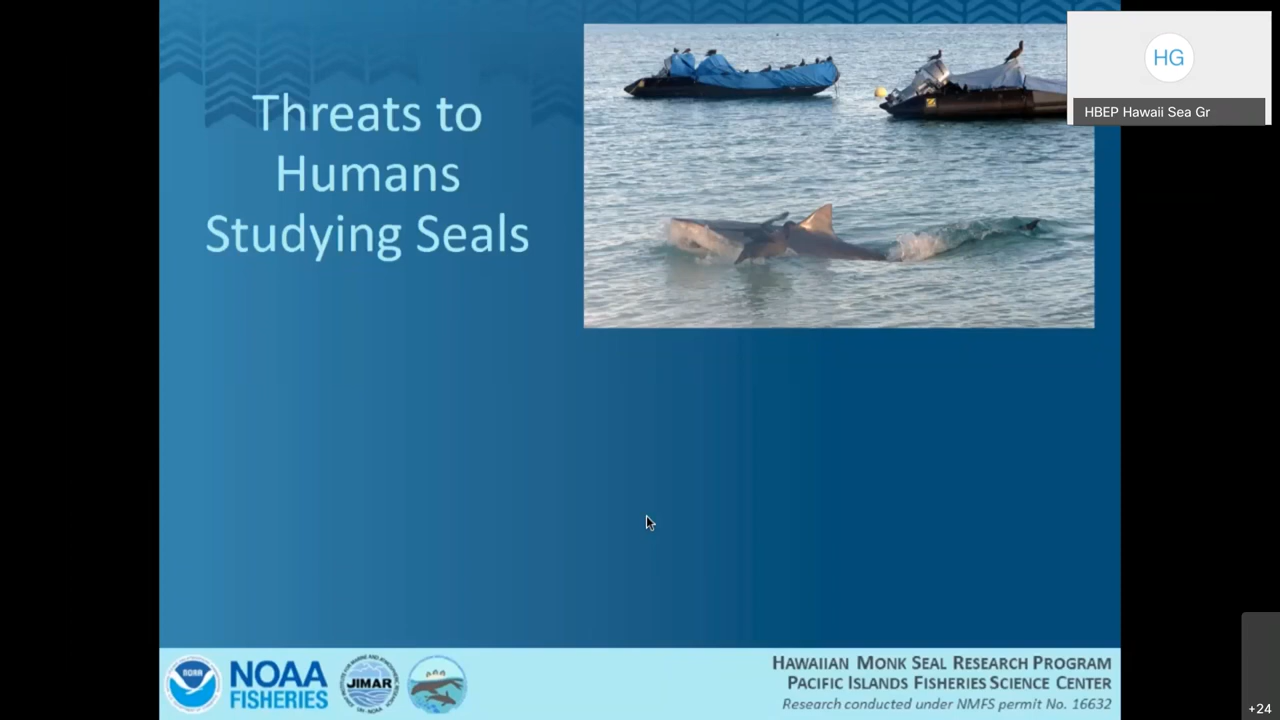 Threats to
Humans
Studying Seals
HG
HBEP Hawaii Sea Gr
NOAA
FISHERIES
NOAA
JIMAR
HAWAIIAN MONK SEAL RESEARCH PROGRAM
PACIFIC ISLANDS FISHERIES SCIENCE CENTER
Research conducted under NMFS permit No. 16632
+24